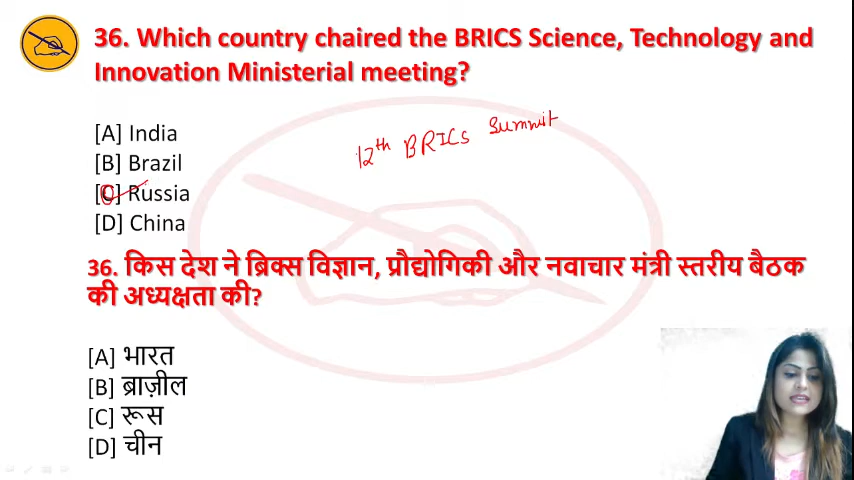 36. Which country chaired the BRICS Science, Technology and
Innovation Ministerial meeting?
[A] India
12th BRICs Summit
[B] Brazil
[C] Russia
[D] China
36. किस देश ने ब्रिक्स विज्ञान, प्रौद्योगिकी और नवाचार मंत्री स्तरीय बैठक
की अध्यक्षता की?
[A] भारत
[B] ब्राज़ील
[C] रूस
[D] चीन